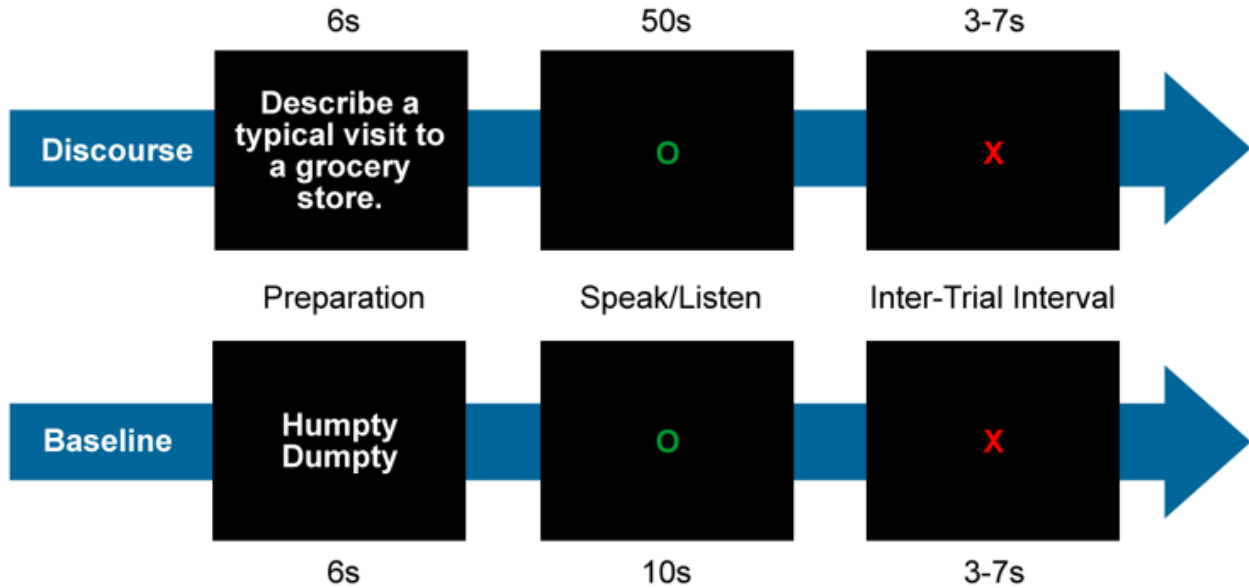 6s 50s 3-7s
Discourse
Describe a
typical visit to
a grocery
store.
O
X
Preparation Speak/Listen Inter-Trial Interval
Baseline
Humpty
Dumpty
O
X
6s 10s 3-7s